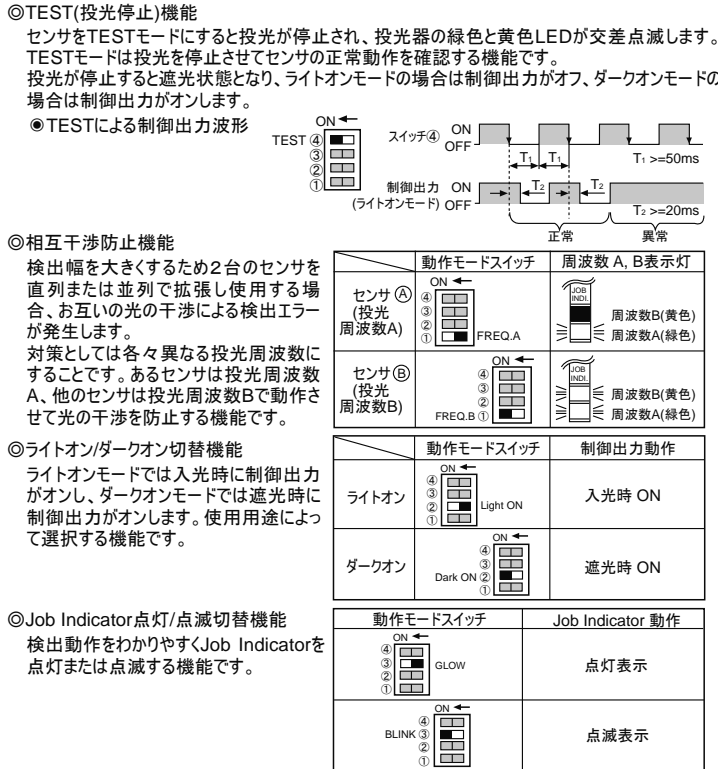 ◎TEST(投光停止)機能
センサをTESTモードにすると投光が停止され、投光器の緑色と黄色LEDが交差点滅します。
TESTモードは投光を停止させてセンサの正常動作を確認する機能です。
投光が停止すると遮光状態となり、ライトオンモードの場合は制御出力がオフ、ダークオンモードの
場合は制御出力がオンします。
◉TESTによる制御出力波形
ON
TEST ④
③
②
①
スイッチ④ ON
OFF
T1 T1 T1 >=50ms
制御出力 ON
(ライトオンモード) OFF
T2 T2 T2 >=20ms
正常 異常
◎相互干渉防止機能
検出幅を大きくするため2台のセンサを
直列または並列で拡張し使用する場
合、お互いの光の干渉による検出エラー
が発生します。
対策としては各々異なる投光周波数に
することです。あるセンサは投光周波数
A、他のセンサは投光周波数Bで動作さ
せて光の干渉を防止する機能です。
動作モードスイッチ 周波数 A, B表示灯
センサ Ⓐ
(投光
周波数A)
ON
④
③
②
① FREQ.A
JOB
INDI.
周波数B(黄色)
周波数A(緑色)
センサ Ⓑ
(投光
周波数B)
ON
④
③
②
FREQ.B ①
JOB
INDI.
周波数B(黄色)
周波数A(緑色)
◎ライトオン/ダークオン切替機能
ライトオンモードでは入光時に制御出力
がオンし、ダークオンモードでは遮光時に
制御出力がオンします。使用用途によっ
て選択する機能です。
動作モードスイッチ 制御出力動作
ライトオン
ON
④
③
② Light ON
①
入光時 ON
ダークオン
ON
④
③
Dark ON ②
①
遮光時 ON
◎Job Indicator点灯/点滅切替機能
検出動作をわかりやすくJob Indicatorを
点灯または点滅する機能です。
動作モードスイッチ Job Indicator 動作
ON
④
③ GLOW
②
①
点灯表示
ON
④
BLINK ③
②
①
点滅表示